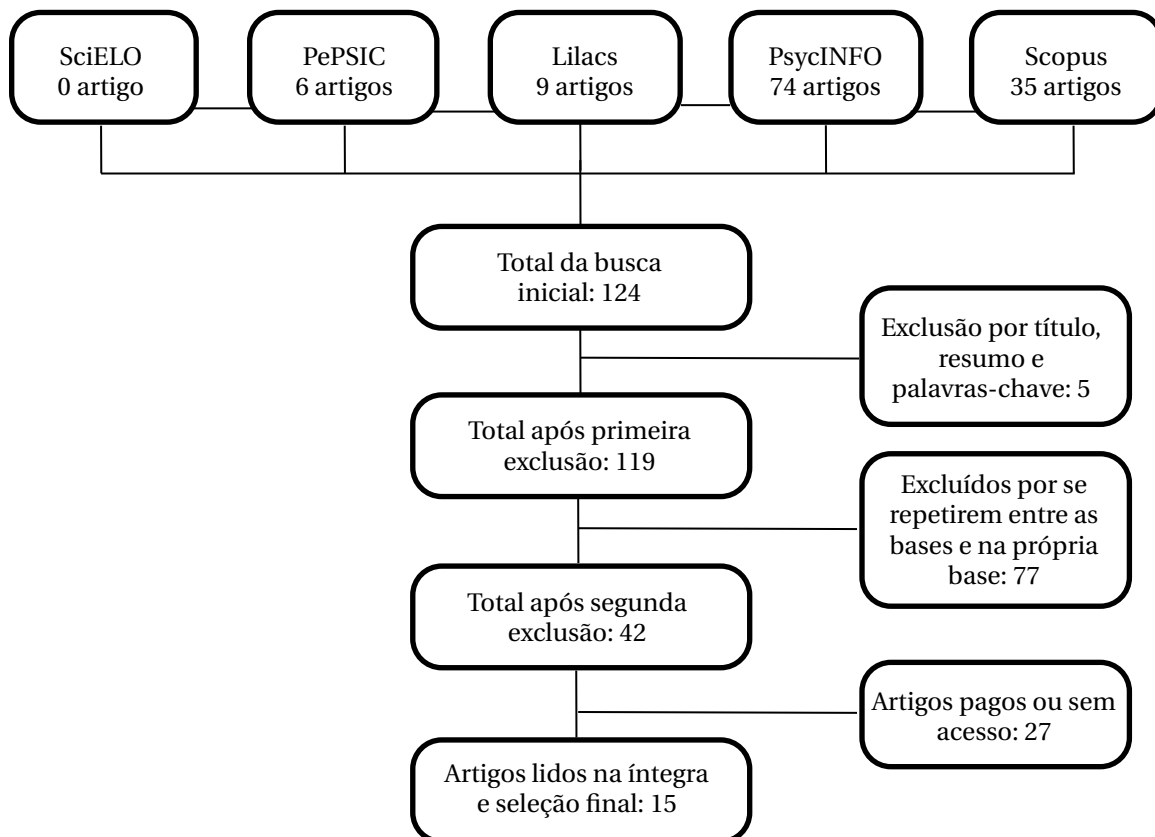 SciELO
0 artigo
PePSIC
6 artigos
Lilacs
9 artigos
PsycINFO
74 artigos
Scopus
35 artigos
Total da busca
inicial: 124
Exclusão por título,
resumo e
palavras-chave: 5
Total após primeira
exclusão: 119
Excluídos por se
repetirem entre as
bases e na própria
base: 77
Total após segunda
exclusão: 42
Artigos pagos ou sem
acesso: 27
Artigos lidos na íntegra
e seleção final: 15